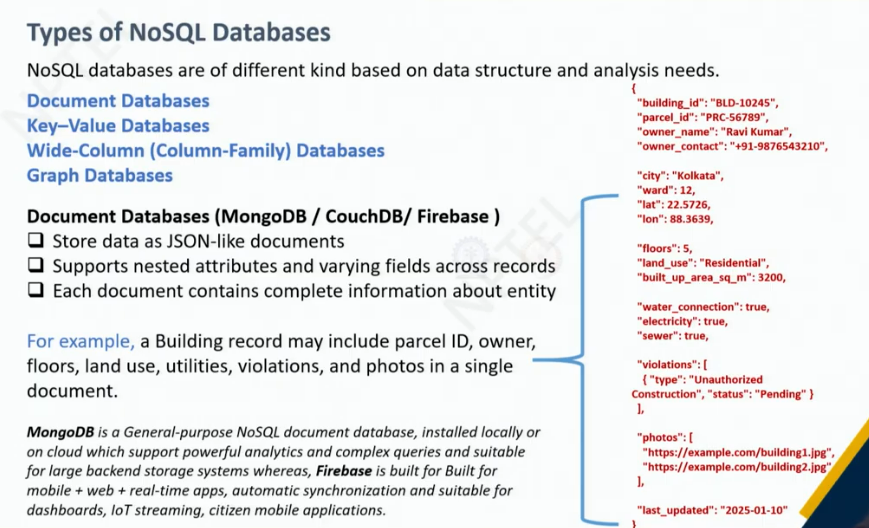 Types of NoSQL Databases
NoSQL databases are of different kind based on data structure and analysis needs.
Document Databases
Key–Value Databases
Wide-Column (Column-Family) Databases
Graph Databases
Document Databases (MongoDB / CouchDB/ Firebase )
Store data as JSON-like documents
Supports nested attributes and varying fields across records
Each document contains complete information about entity
For example, a Building record may include parcel ID, owner,
floors, land use, utilities, violations, and photos in a single
document.
MongoDB is a General-purpose NoSQL document database, installed locally or
on cloud which support powerful analytics and complex queries and suitable
for large backend storage systems whereas, Firebase is built for Built for
mobile + web + real-time apps, automatic synchronization and suitable for
dashboards, IoT streaming, citizen mobile applications.
{
"building_id": "BLD-10245",
"parcel_id": "PRC-56789",
"owner_name": "Ravi Kumar",
"owner_contact": "+91-9876543210",
"city": "Kolkata",
"ward": 12,
"lat": 22.5726,
"lon": 88.3639,
"floors": 5,
"land_use": "Residential",
"built_up_area_sq_m": 3200,
"water_connection": true,
"electricity": true,
"sewer": true,
"violations": [
{ "type": "Unauthorized
Construction", "status": "Pending" }
],
"photos": [
"https://example.com/building1.jpg",
"https://example.com/building2.jpg"
],
"last_updated": "2025-01-10"
}
NPTEL
NPTEL